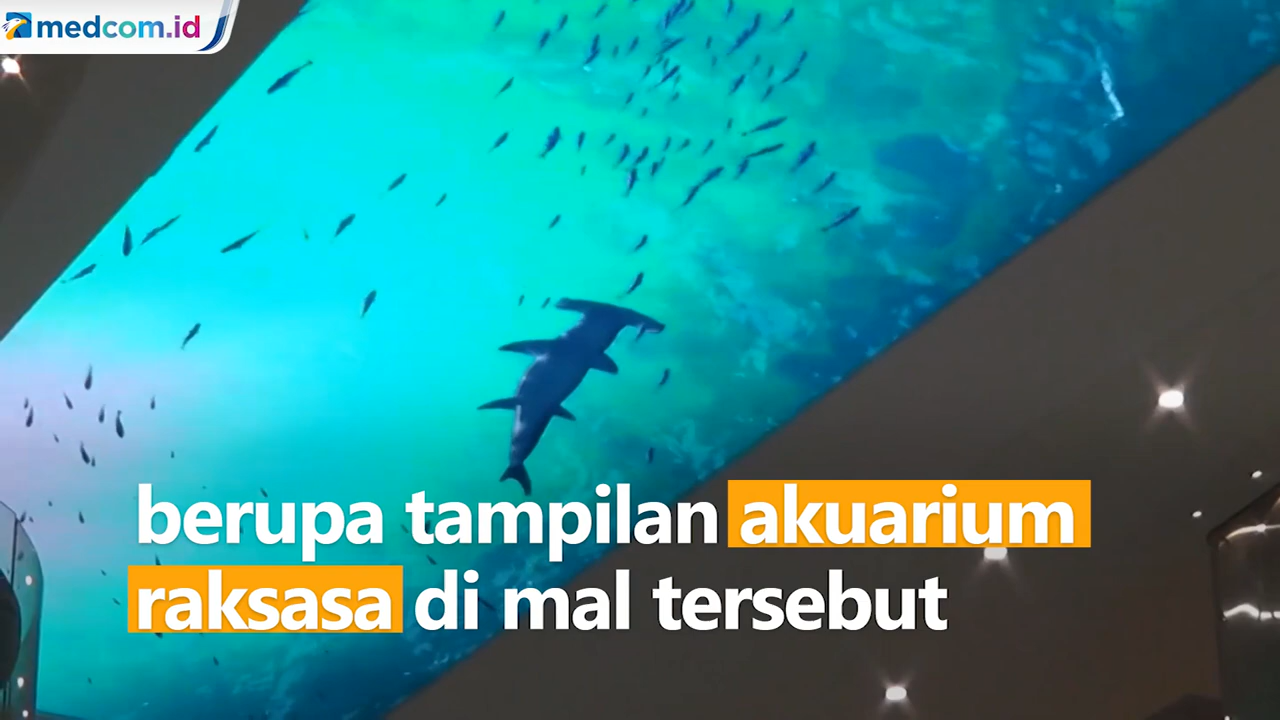 medcom.id
berupa tampilan akuarium
raksasa di mal tersebut